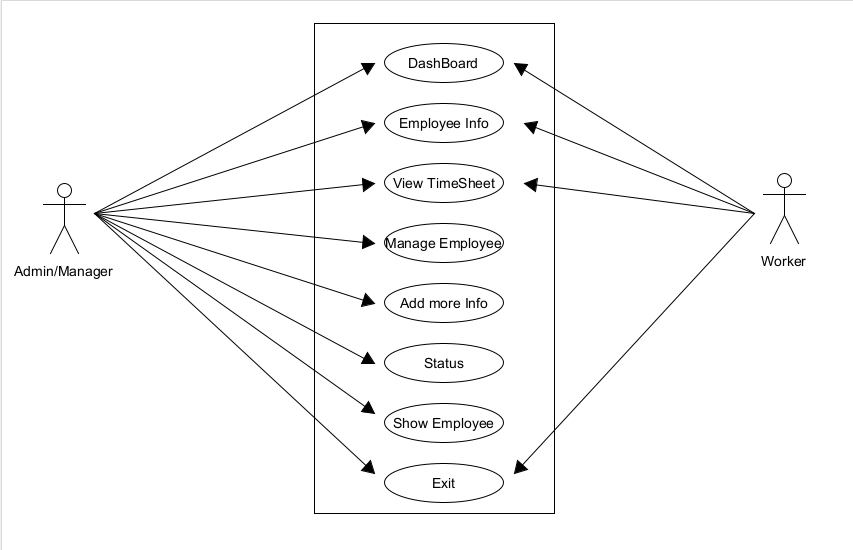 DashBoard
Employee Info
View TimeSheet
Manage Employee
Add more Info
Status
Show Employee
Exit
Admin/Manager
Worker